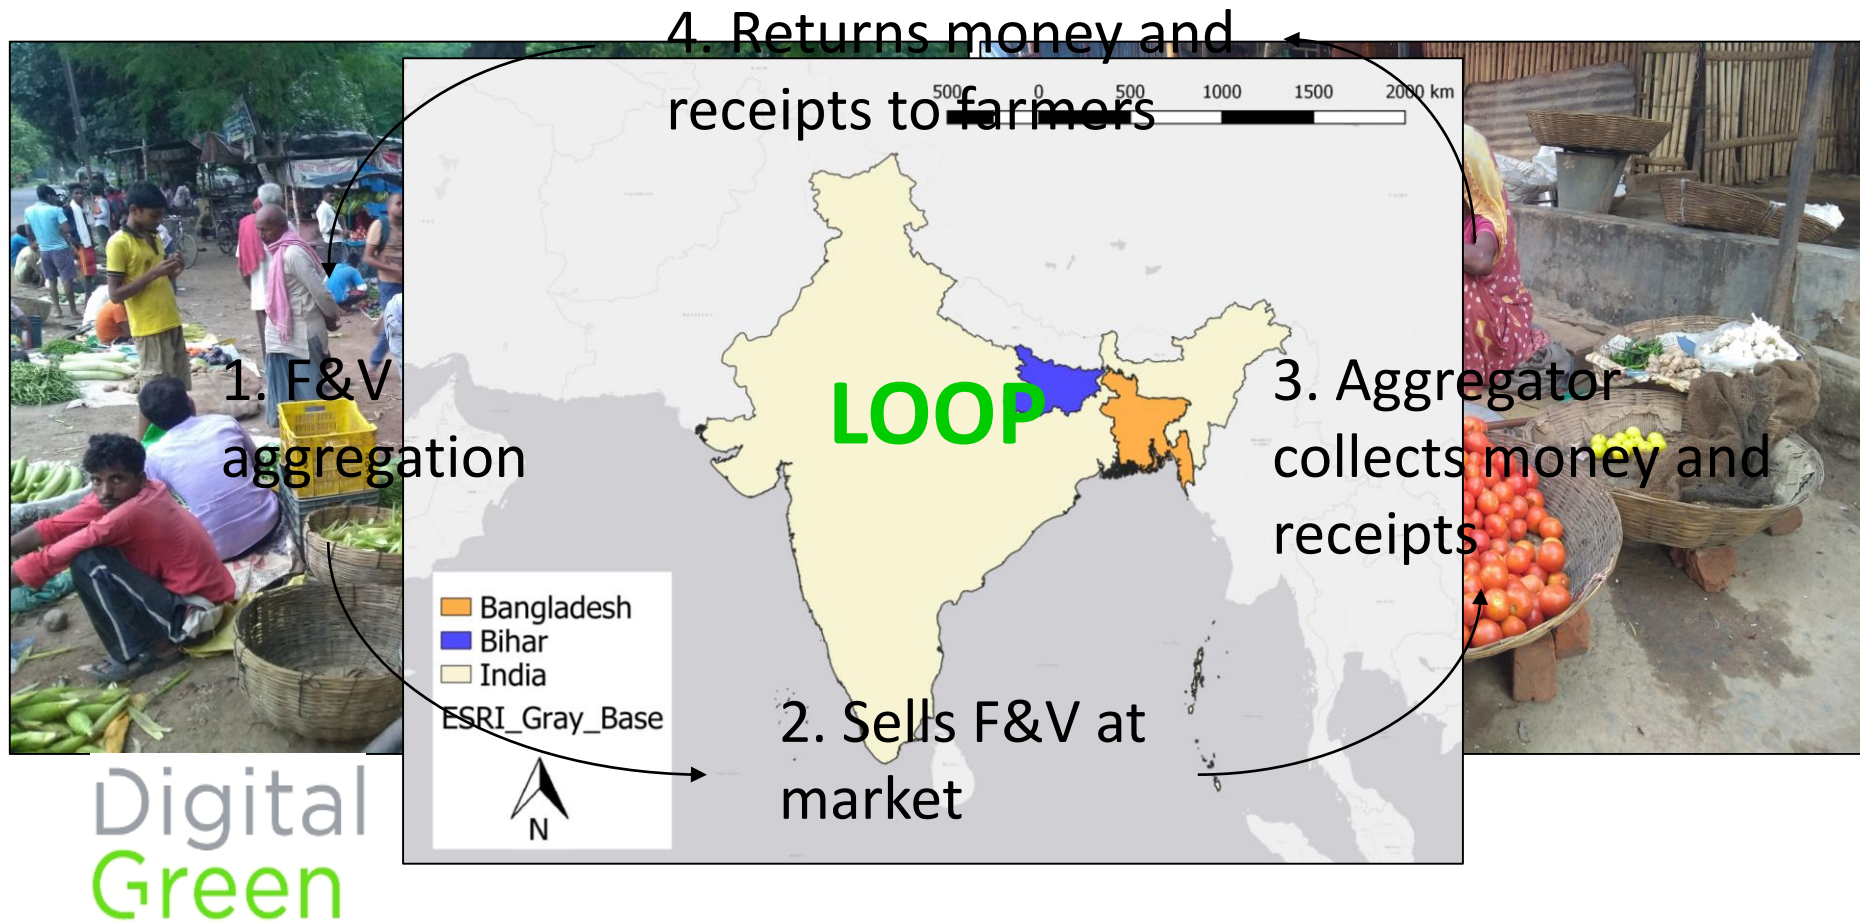 4. Returns money and
receipts to farmers
500 0 500 1000 1500 2000 km
LOOP
1. F&V
aggregation
3. Aggregator
collects money and
receipts
Bangladesh
Bihar
India
ESRI_Gray_Base
N
2. Sells F&V at
market
Digital
Green